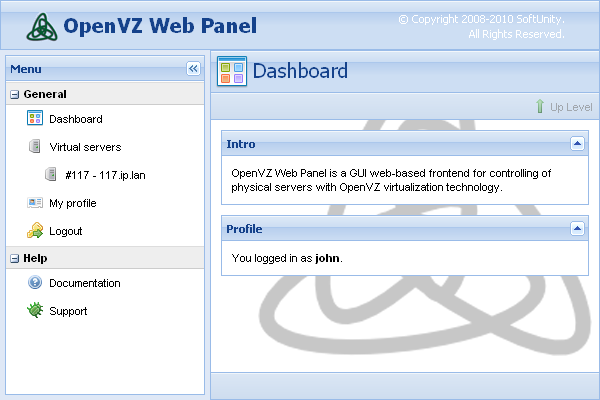 OpenVZ Web Panel
© Copyright 2008-2010 SoftUnity.
All Rights Reserved.
Menu
General
Dashboard
Virtual servers
#117 - 117.ip.lan
My profile
Logout
Help
Documentation
Support
Dashboard
Up Level
Intro
OpenVZ Web Panel is a GUI web-based frontend for controlling of
physical servers with OpenVZ virtualization technology.
Profile
You logged in as john.